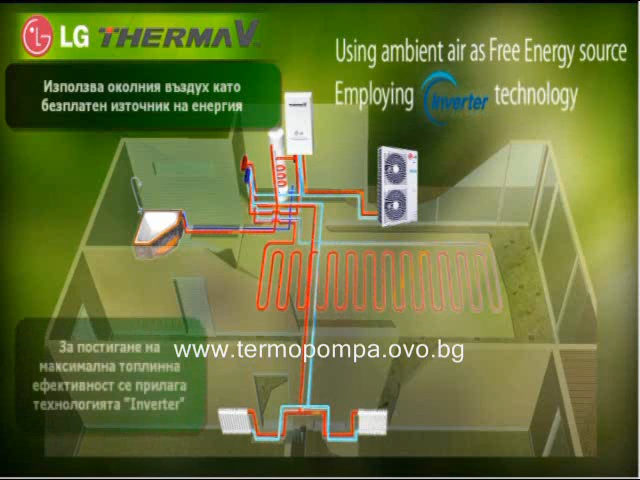 LG THERMA V
Using ambient air as Free Energy source
Employing Inverter technology
Използва околния въздух като
безплатен източник на енергия
За постигане на
максимална топлинна
ефективност се прилага
технологията "Inverter"
www.termopompa.ovo.bg